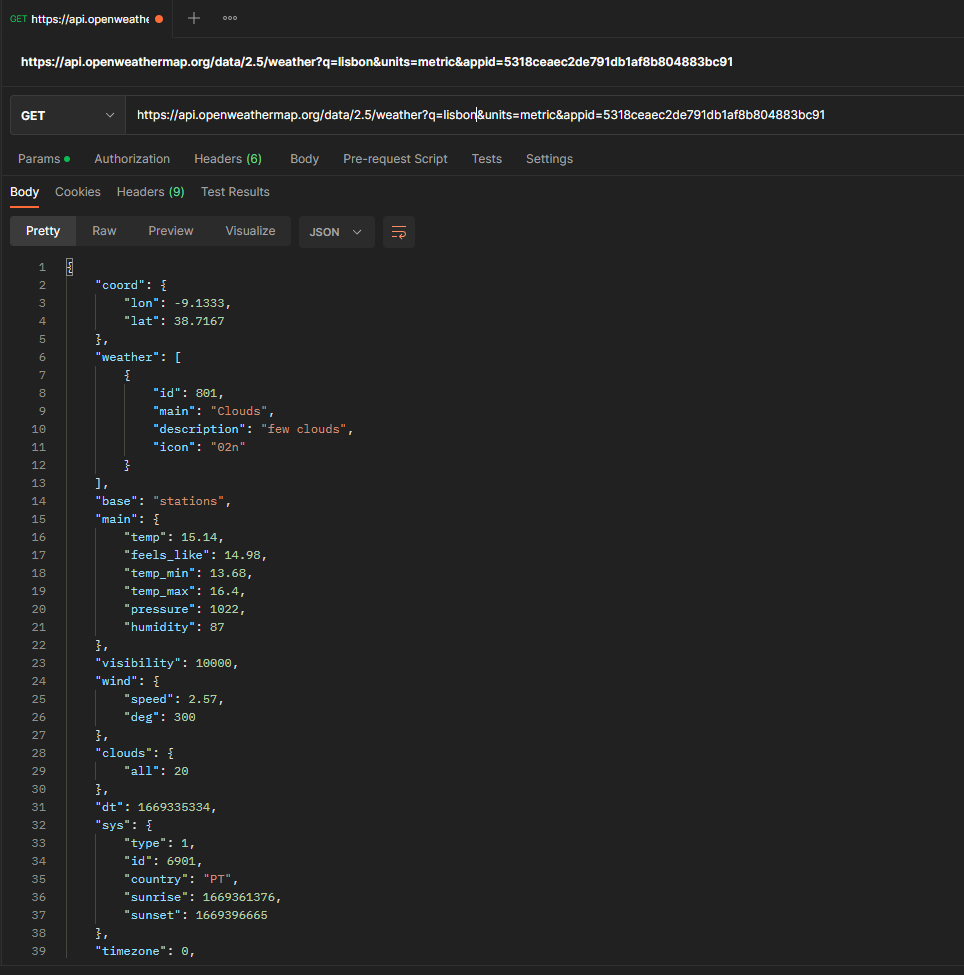 GET https://api.openweathe
https://api.openweathermap.org/data/2.5/weather?q=lisbon&units=metric&appid=5318ceaec2de791db1af8b804883bc91
GET https://api.openweathermap.org/data/2.5/weather?q=lisbon&units=metric&appid=5318ceaec2de791db1af8b804883bc91
Params Authorization Headers (6) Body Pre-request Script Tests Settings
Body Cookies Headers (9) Test Results
Pretty Raw Preview Visualize JSON
1 {
2 "coord": {
3 "lon": -9.1333,
4 "lat": 38.7167
5 },
6 "weather": [
7 {
8 "id": 801,
9 "main": "Clouds",
10 "description": "few clouds",
11 "icon": "02n"
12 }
13 ],
14 "base": "stations",
15 "main": {
16 "temp": 15.14,
17 "feels_like": 14.98,
18 "temp_min": 13.68,
19 "temp_max": 16.4,
20 "pressure": 1022,
21 "humidity": 87
22 },
23 "visibility": 10000,
24 "wind": {
25 "speed": 2.57,
26 "deg": 300
27 },
28 "clouds": {
29 "all": 20
30 },
31 "dt": 1669335334,
32 "sys": {
33 "type": 1,
34 "id": 6901,
35 "country": "PT",
36 "sunrise": 1669361376,
37 "sunset": 1669396665
38 },
39 "timezone": 0,